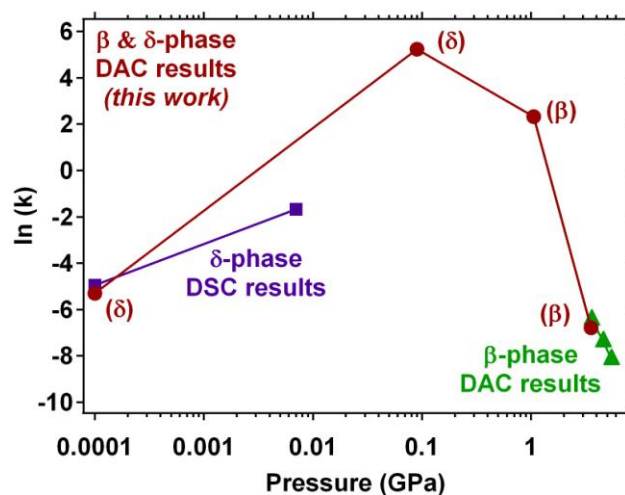 6
4
2
0
-2
-4
-6
-8
-10
ln (k)
β & δ-phase
DAC results
(this work)
(δ)
(β)
δ-phase
DSC results
(δ)
(β)
β-phase
DAC results
0.0001
0.001
0.01
0.1
1
Pressure (GPa)